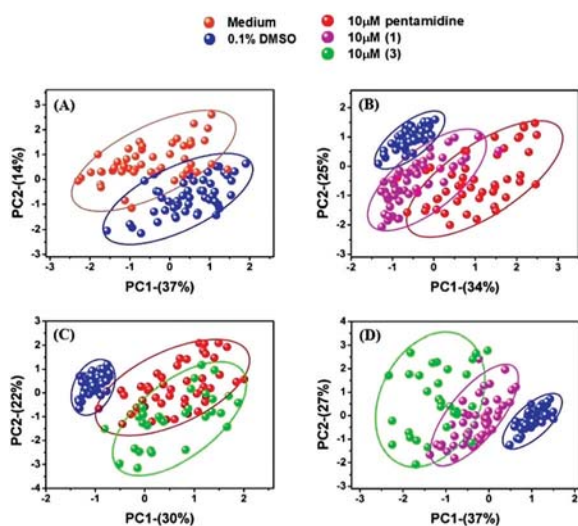 Medium
0.1% DMSO
10µM pentamidine
10µM (1)
10µM (3)
(A)
PC2-(14%)
3
2
1
0
-1
-2
-3
-3 -2 -1 0 1 2
PC1-(37%)
(B)
PC2-(25%)
2
1
0
-1
-2
-3
-2 -1 0 1 2 3
PC1-(34%)
(C)
PC2-(22%)
3
2
1
0
-1
-2
-3
-4
-2 -1 0 1 2
PC1-(30%)
(D)
PC2-(27%)
4
3
2
1
0
-1
-2
-3
-3 -2 -1 0 1 2
PC1-(37%)